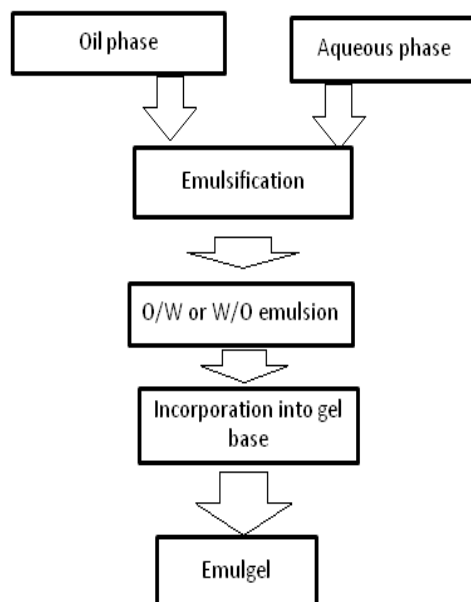 Oil phase
Aqueous phase
Emulsification
O/W or W/O emulsion
Incorporation into gel
base
Emulgel